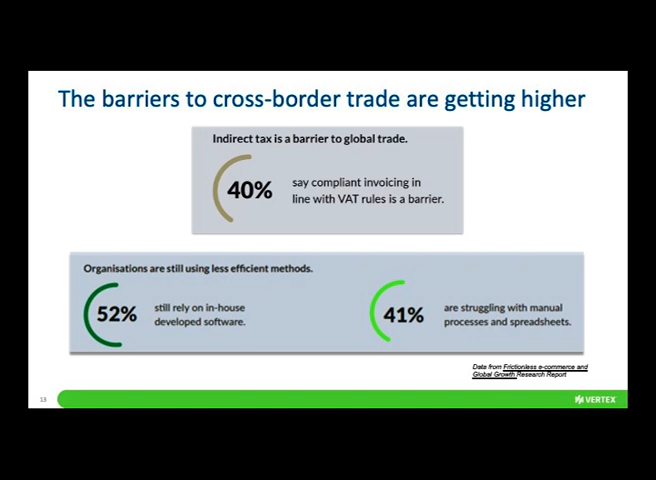 The barriers to cross-border trade are getting higher
Indirect tax is a barrier to global trade.
40%
say compliant invoicing in
line with VAT rules is a barrier.
Organisations are still using less efficient methods.
52%
still rely on in-house
developed software.
41%
are struggling with manual
processes and spreadsheets.
Data from Frictionless e-commerce and
Global Growth Research Report
13
VERTEX